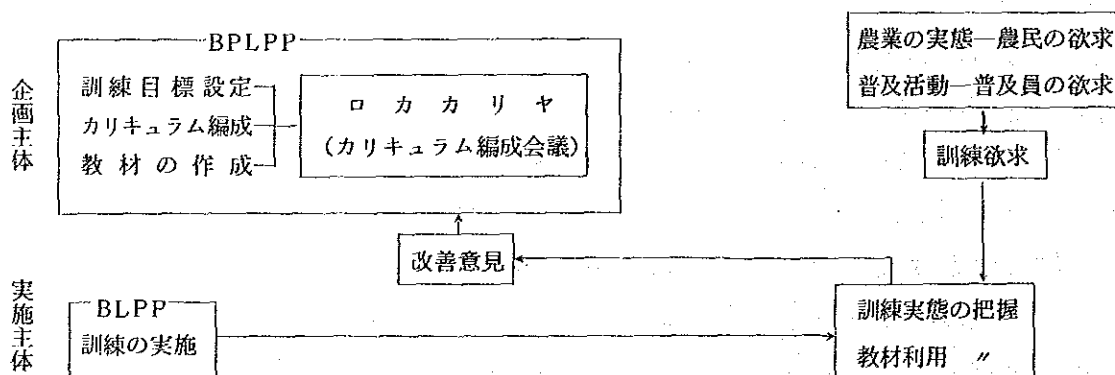 企画主体
BPLPP
訓練目標設定
カリキュラム編成
教材の作成
ロカカリヤ
(カリキュラム編成会議)
農業の実態—農民の欲求
普及活動—普及員の欲求
訓練欲求
改善意見
実施主体
BLPP
訓練の実施
訓練実態の把握
教材利用 〃